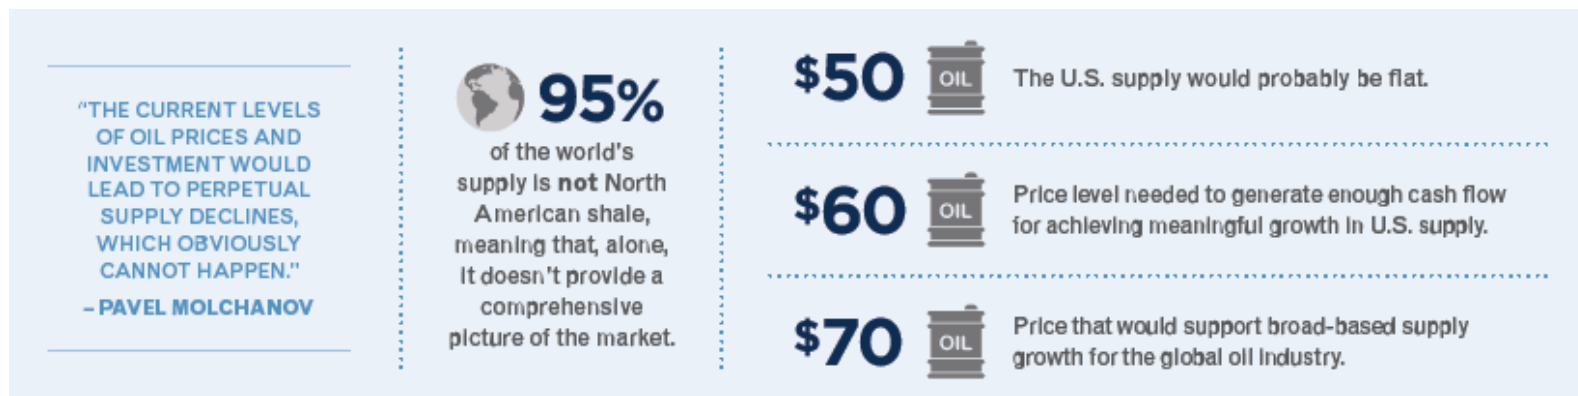 “THE CURRENT LEVELS
OF OIL PRICES AND
INVESTMENT WOULD
LEAD TO PERPETUAL
SUPPLY DECLINES,
WHICH OBVIOUSLY
CANNOT HAPPEN.”
– PAVEL MOLCHANOV
95%
of the world's
supply is not North
American shale,
meaning that, alone,
it doesn't provide a
comprehensive
picture of the market.
$50
OIL
The U.S. supply would probably be flat.
$60
OIL
Price level needed to generate enough cash flow
for achieving meaningful growth in U.S. supply.
$70
OIL
Price that would support broad-based supply
growth for the global oil industry.